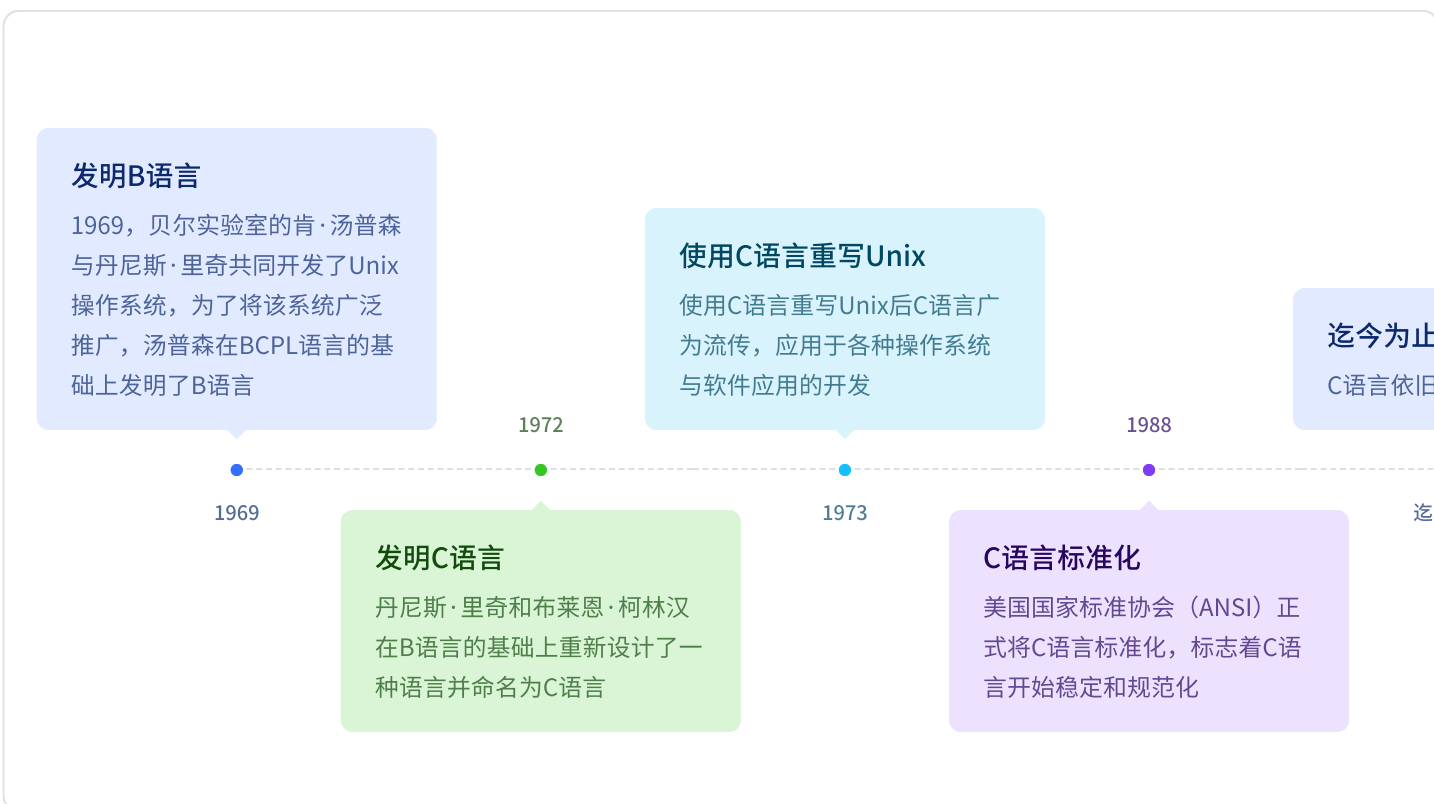 发明B语言
1969，贝尔实验室的肯·汤普森
与丹尼斯·里奇共同开发了Unix
操作系统，为了将该系统广泛
推广，汤普森在BCPL语言的基
础上发明了B语言
1969
1972
发明C语言
丹尼斯·里奇和布莱恩·柯林汉
在B语言的基础上重新设计了一
种语言并命名为C语言
使用C语言重写Unix
使用C语言重写Unix后C语言广
为流传，应用于各种操作系统
与软件应用的开发
1973
1988
C语言标准化
美国国家标准协会（ANSI）正
式将C语言标准化，标志着C语
言开始稳定和规范化
迄今为止
C语言依旧
迄